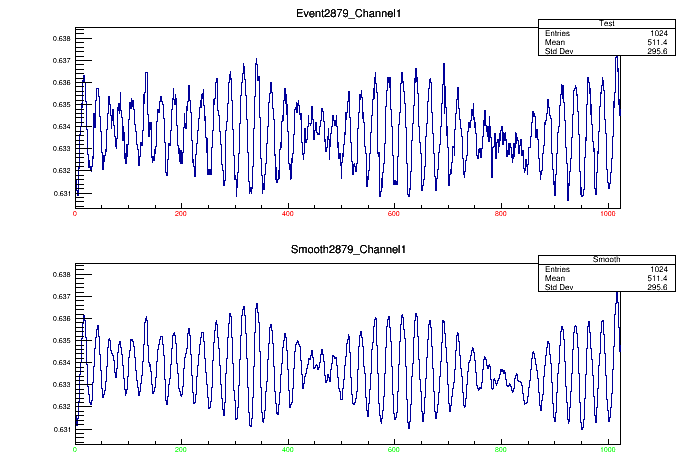 Event2879_Channel1
Test
Entries 1024
Mean 511.4
Std Dev 295.6
0.638
0.637
0.636
0.635
0.634
0.633
0.632
0.631
0 200 400 600 800 1000
Smooth2879_Channel1
Smooth
Entries 1024
Mean 511.4
Std Dev 295.6
0.638
0.637
0.636
0.635
0.634
0.633
0.632
0.631
0 200 400 600 800 1000